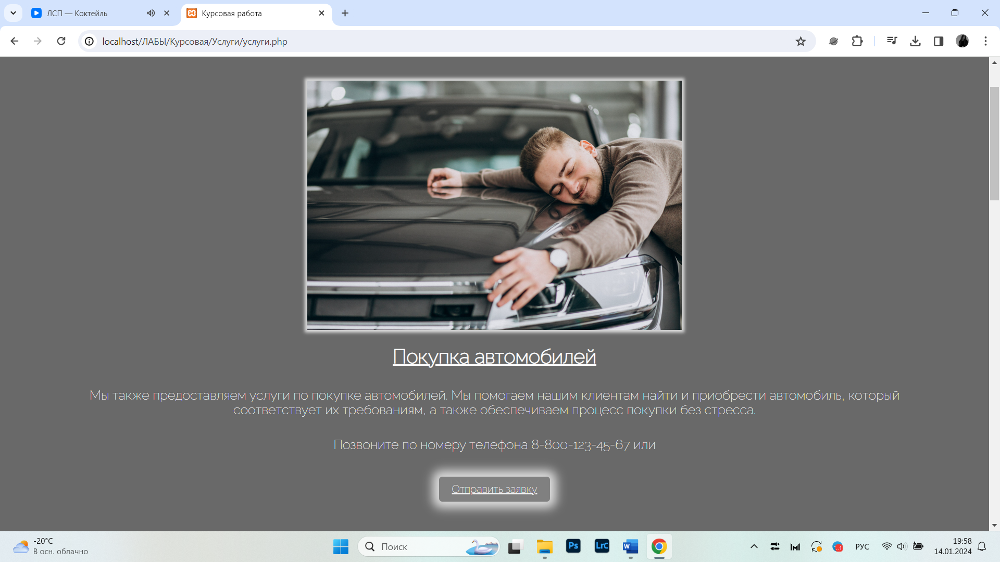 ЛСП — Коктейль
Курсовая работа
localhost/ЛАБЫ/Курсовая/Услуги/услуги.php
Покупка автомобилей
Мы также предоставляем услуги по покупке автомобилей. Мы помогаем нашим клиентам найти и приобрести автомобиль, который
соответствует их требованиям, а также обеспечиваем процесс покупки без стресса.
Позвоните по номеру телефона 8-800-123-45-67 или
Отправить заявку
-20°C
В осн. облачно
Поиск
Ps
LrC
W
РУС
19:58
14.01.2024